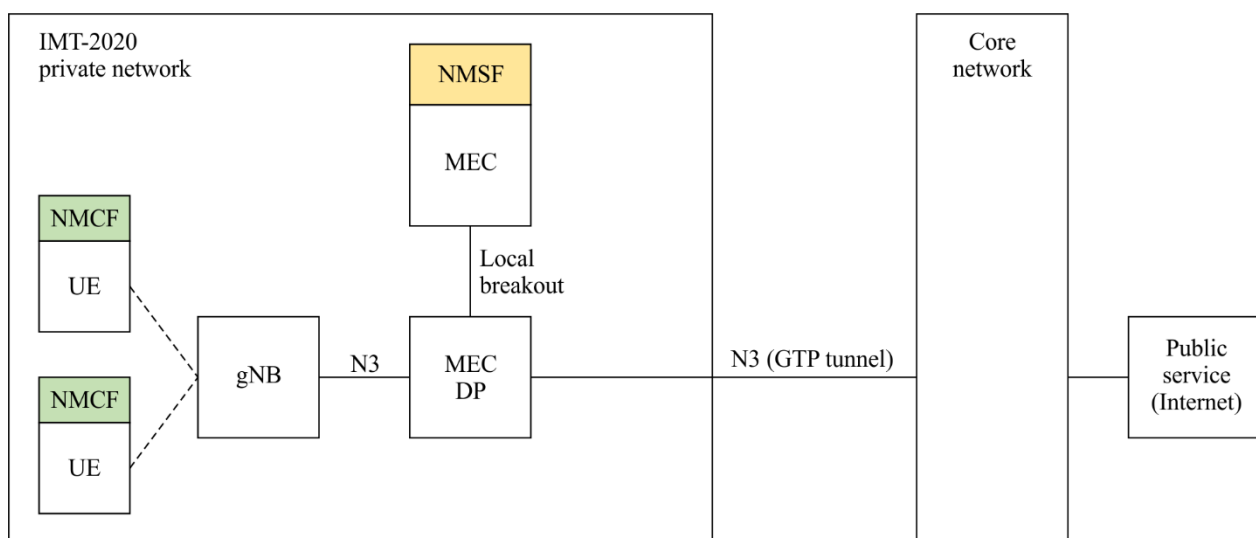 IMT-2020
private network
NMSF
MEC
Local
breakout
NMCF
UE
NMCF
UE
gNB
N3
MEC
DP
N3 (GTP tunnel)
Core
network
Public
service
(Internet)